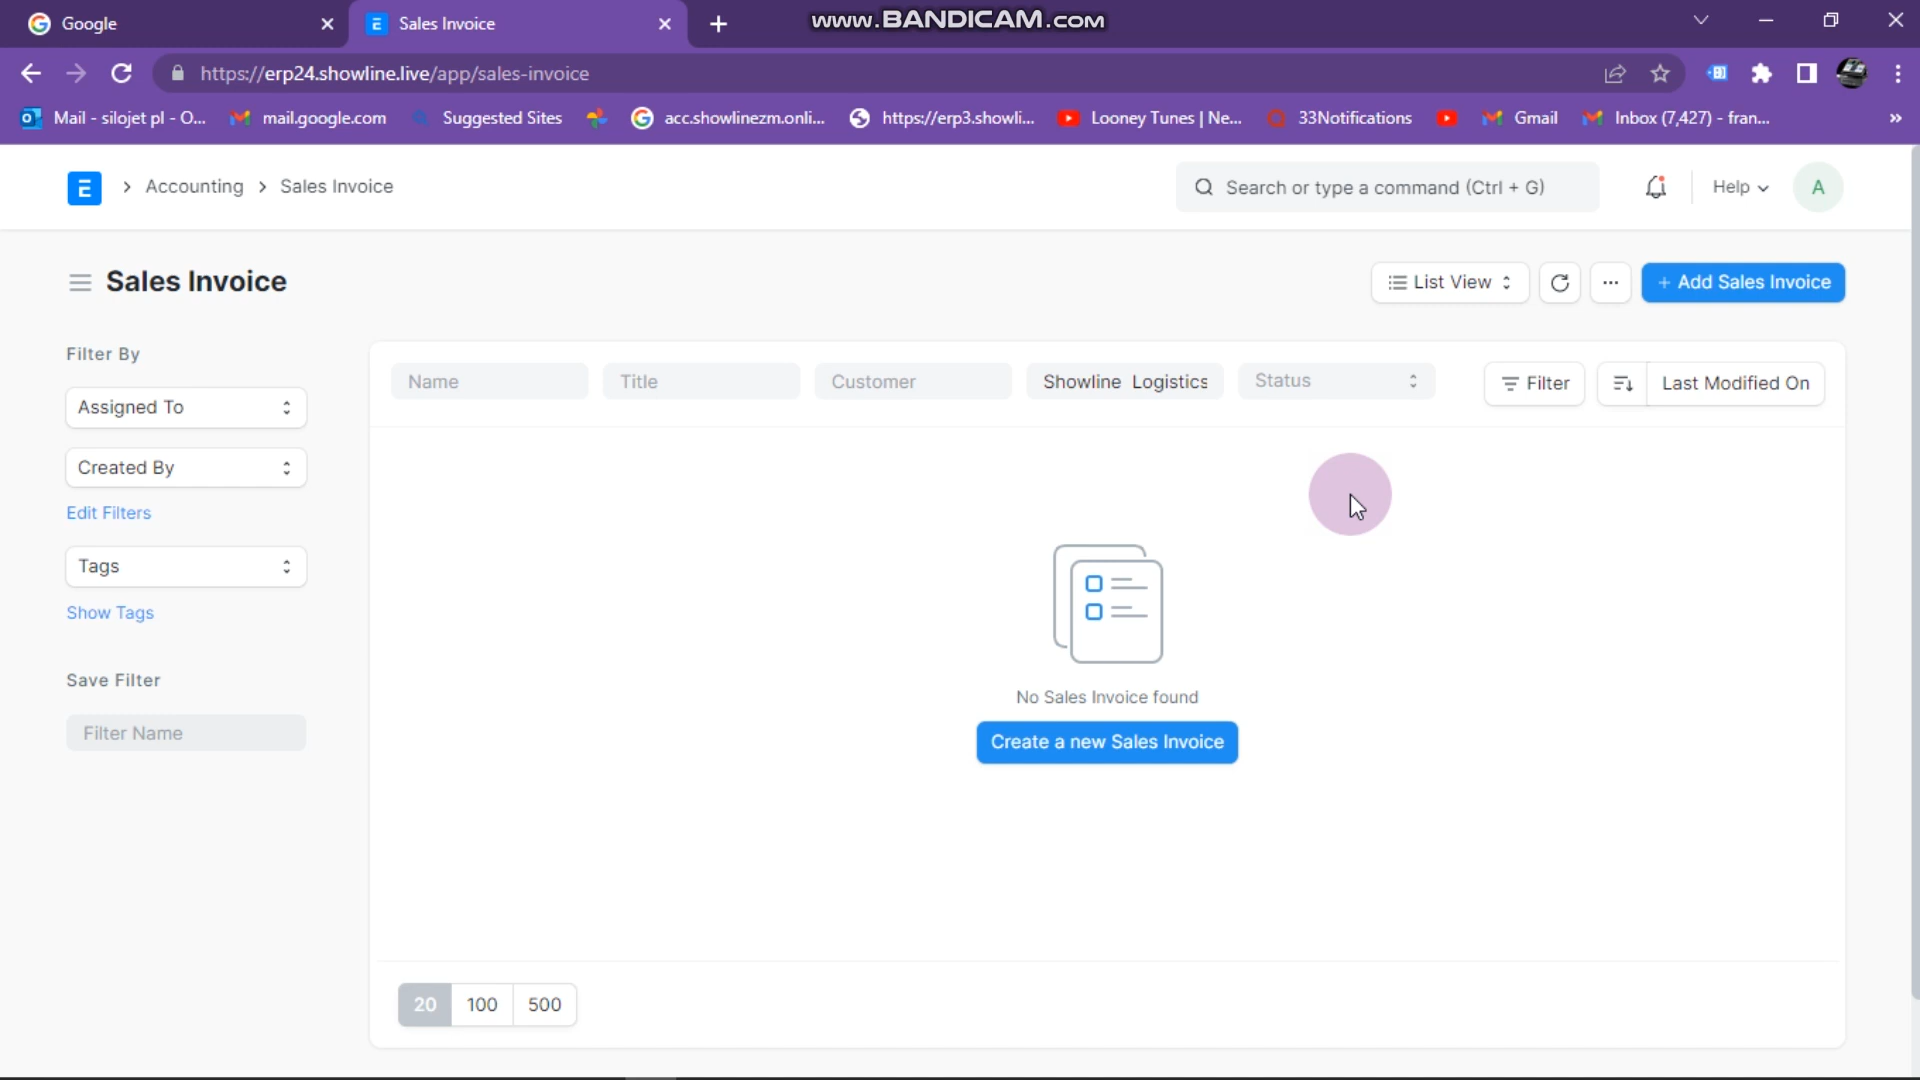 Google
Sales Invoice
www.BANDICAM.com
https://erp24.showline.live/app/sales-invoice
Mail - silojet pl - O...
mail.google.com
Suggested Sites
acc.showlinezm.onli...
https://erp3.showli...
Looney Tunes | Ne...
33Notifications
Gmail
Inbox (7,427) - fran...
»
E
Accounting
Sales Invoice
Search or type a command (Ctrl + G)
Help
A
Sales Invoice
List View
...
+ Add Sales Invoice
Filter By
Assigned To
Created By
Edit Filters
Tags
Show Tags
Save Filter
Filter Name
Name
Title
Customer
Showline Logistics
Status
Filter
Last Modified On
No Sales Invoice found
Create a new Sales Invoice
20
100
500